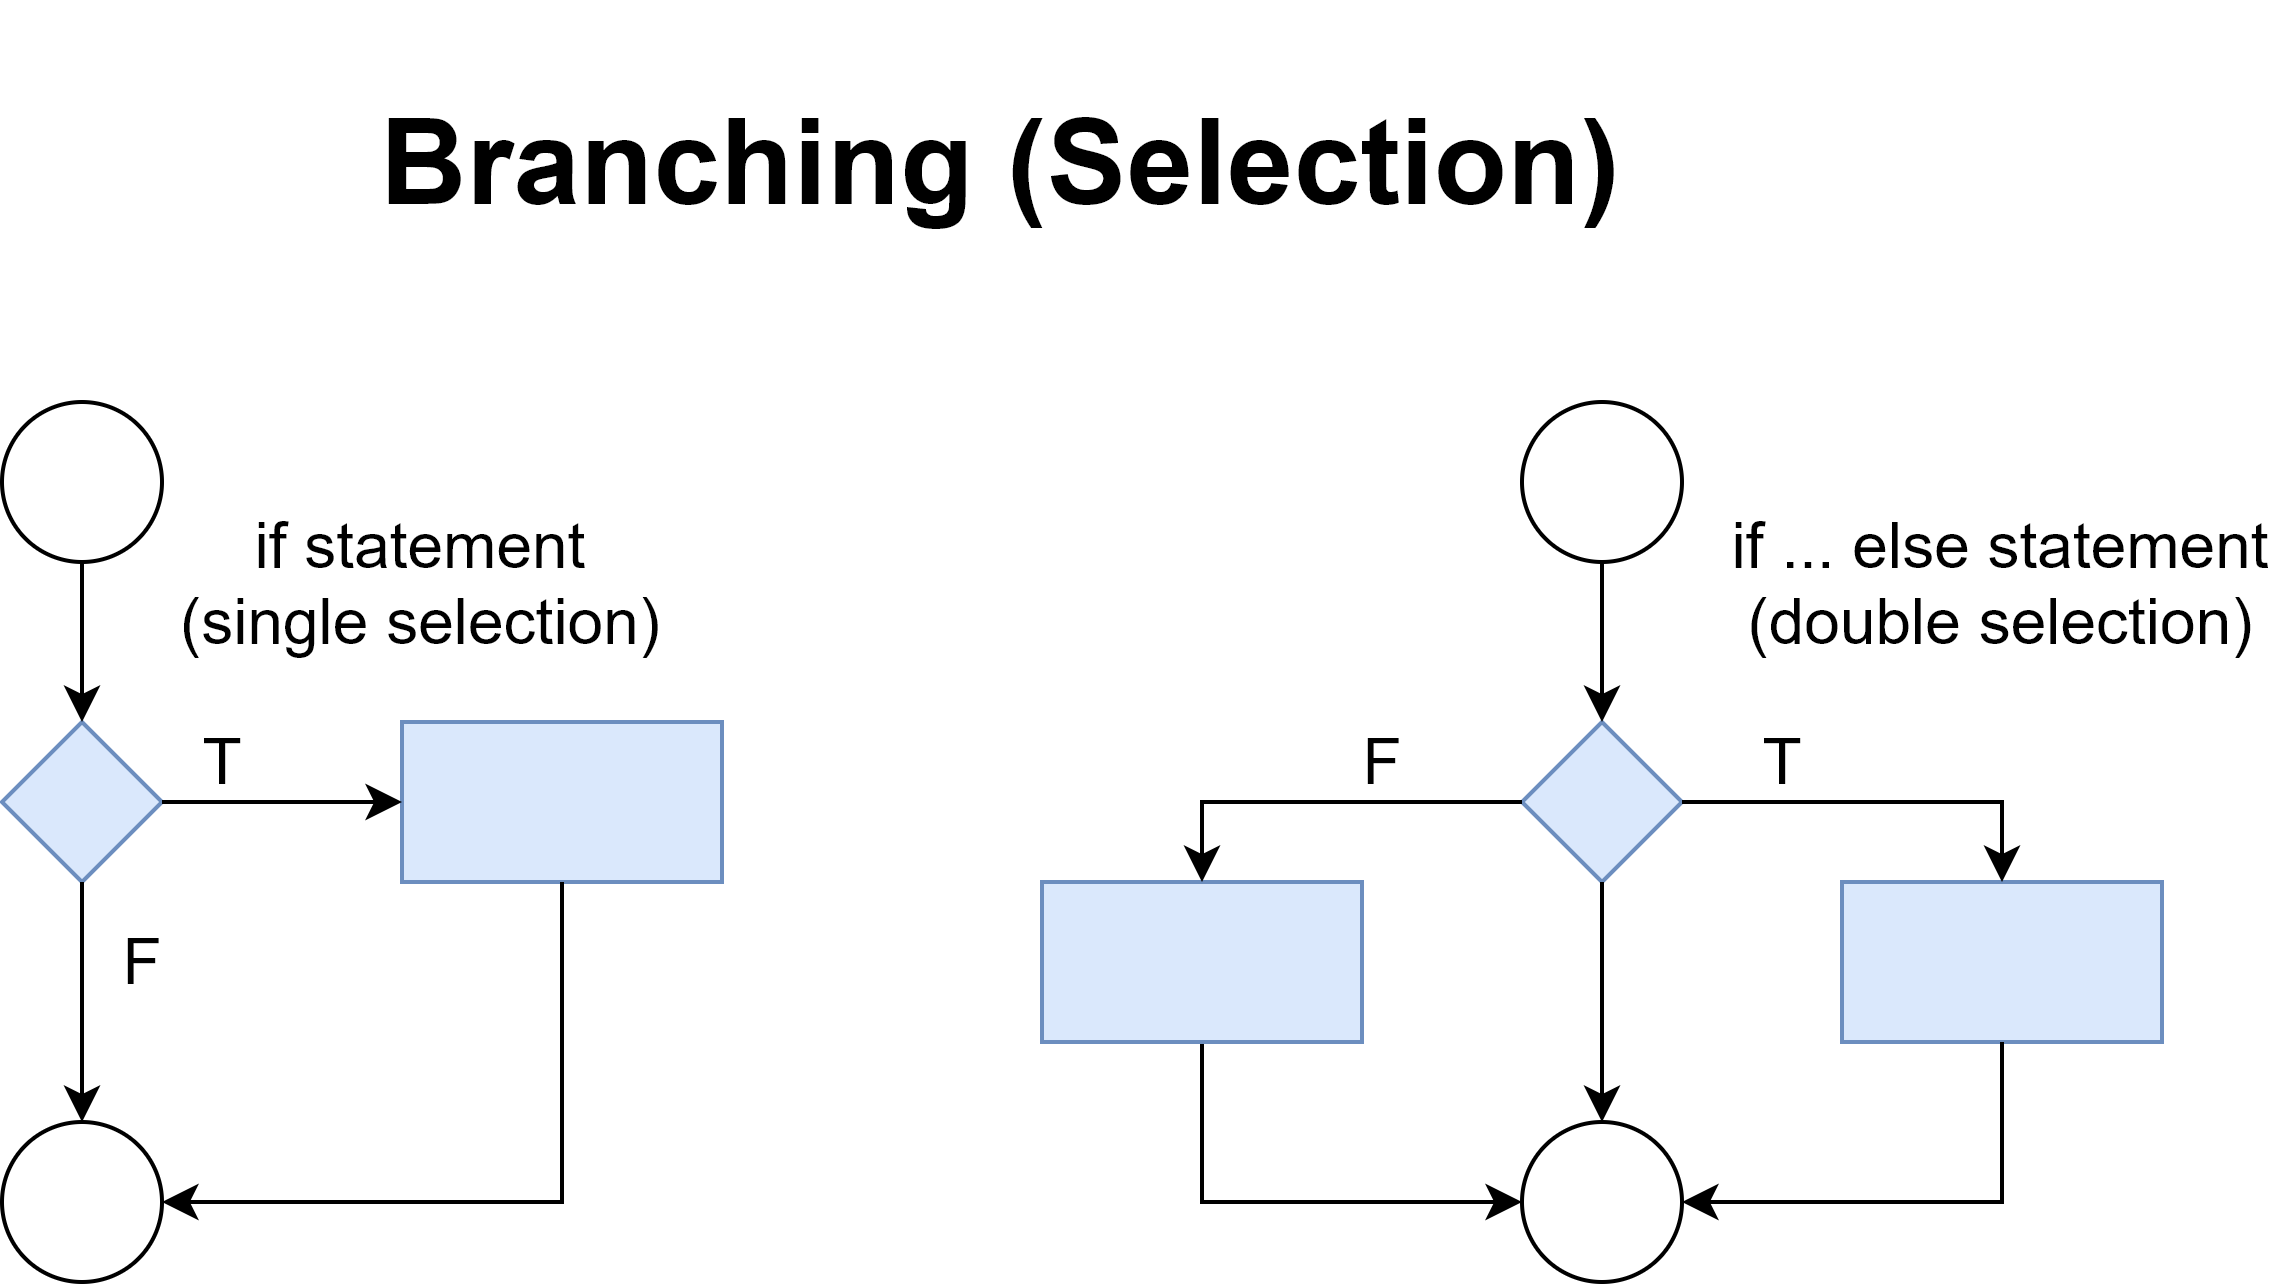 Branching (Selection)
if statement
(single selection)
if ... else statement
(double selection)
T
F
F
T